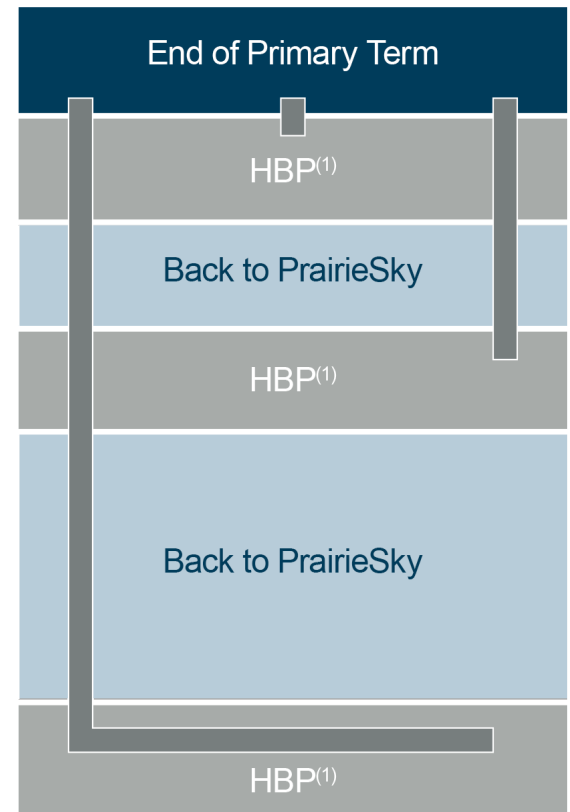 End of Primary Term
HBP(1)
Back to PrairieSky
HBP(1)
Back to PrairieSky
HBP(1)